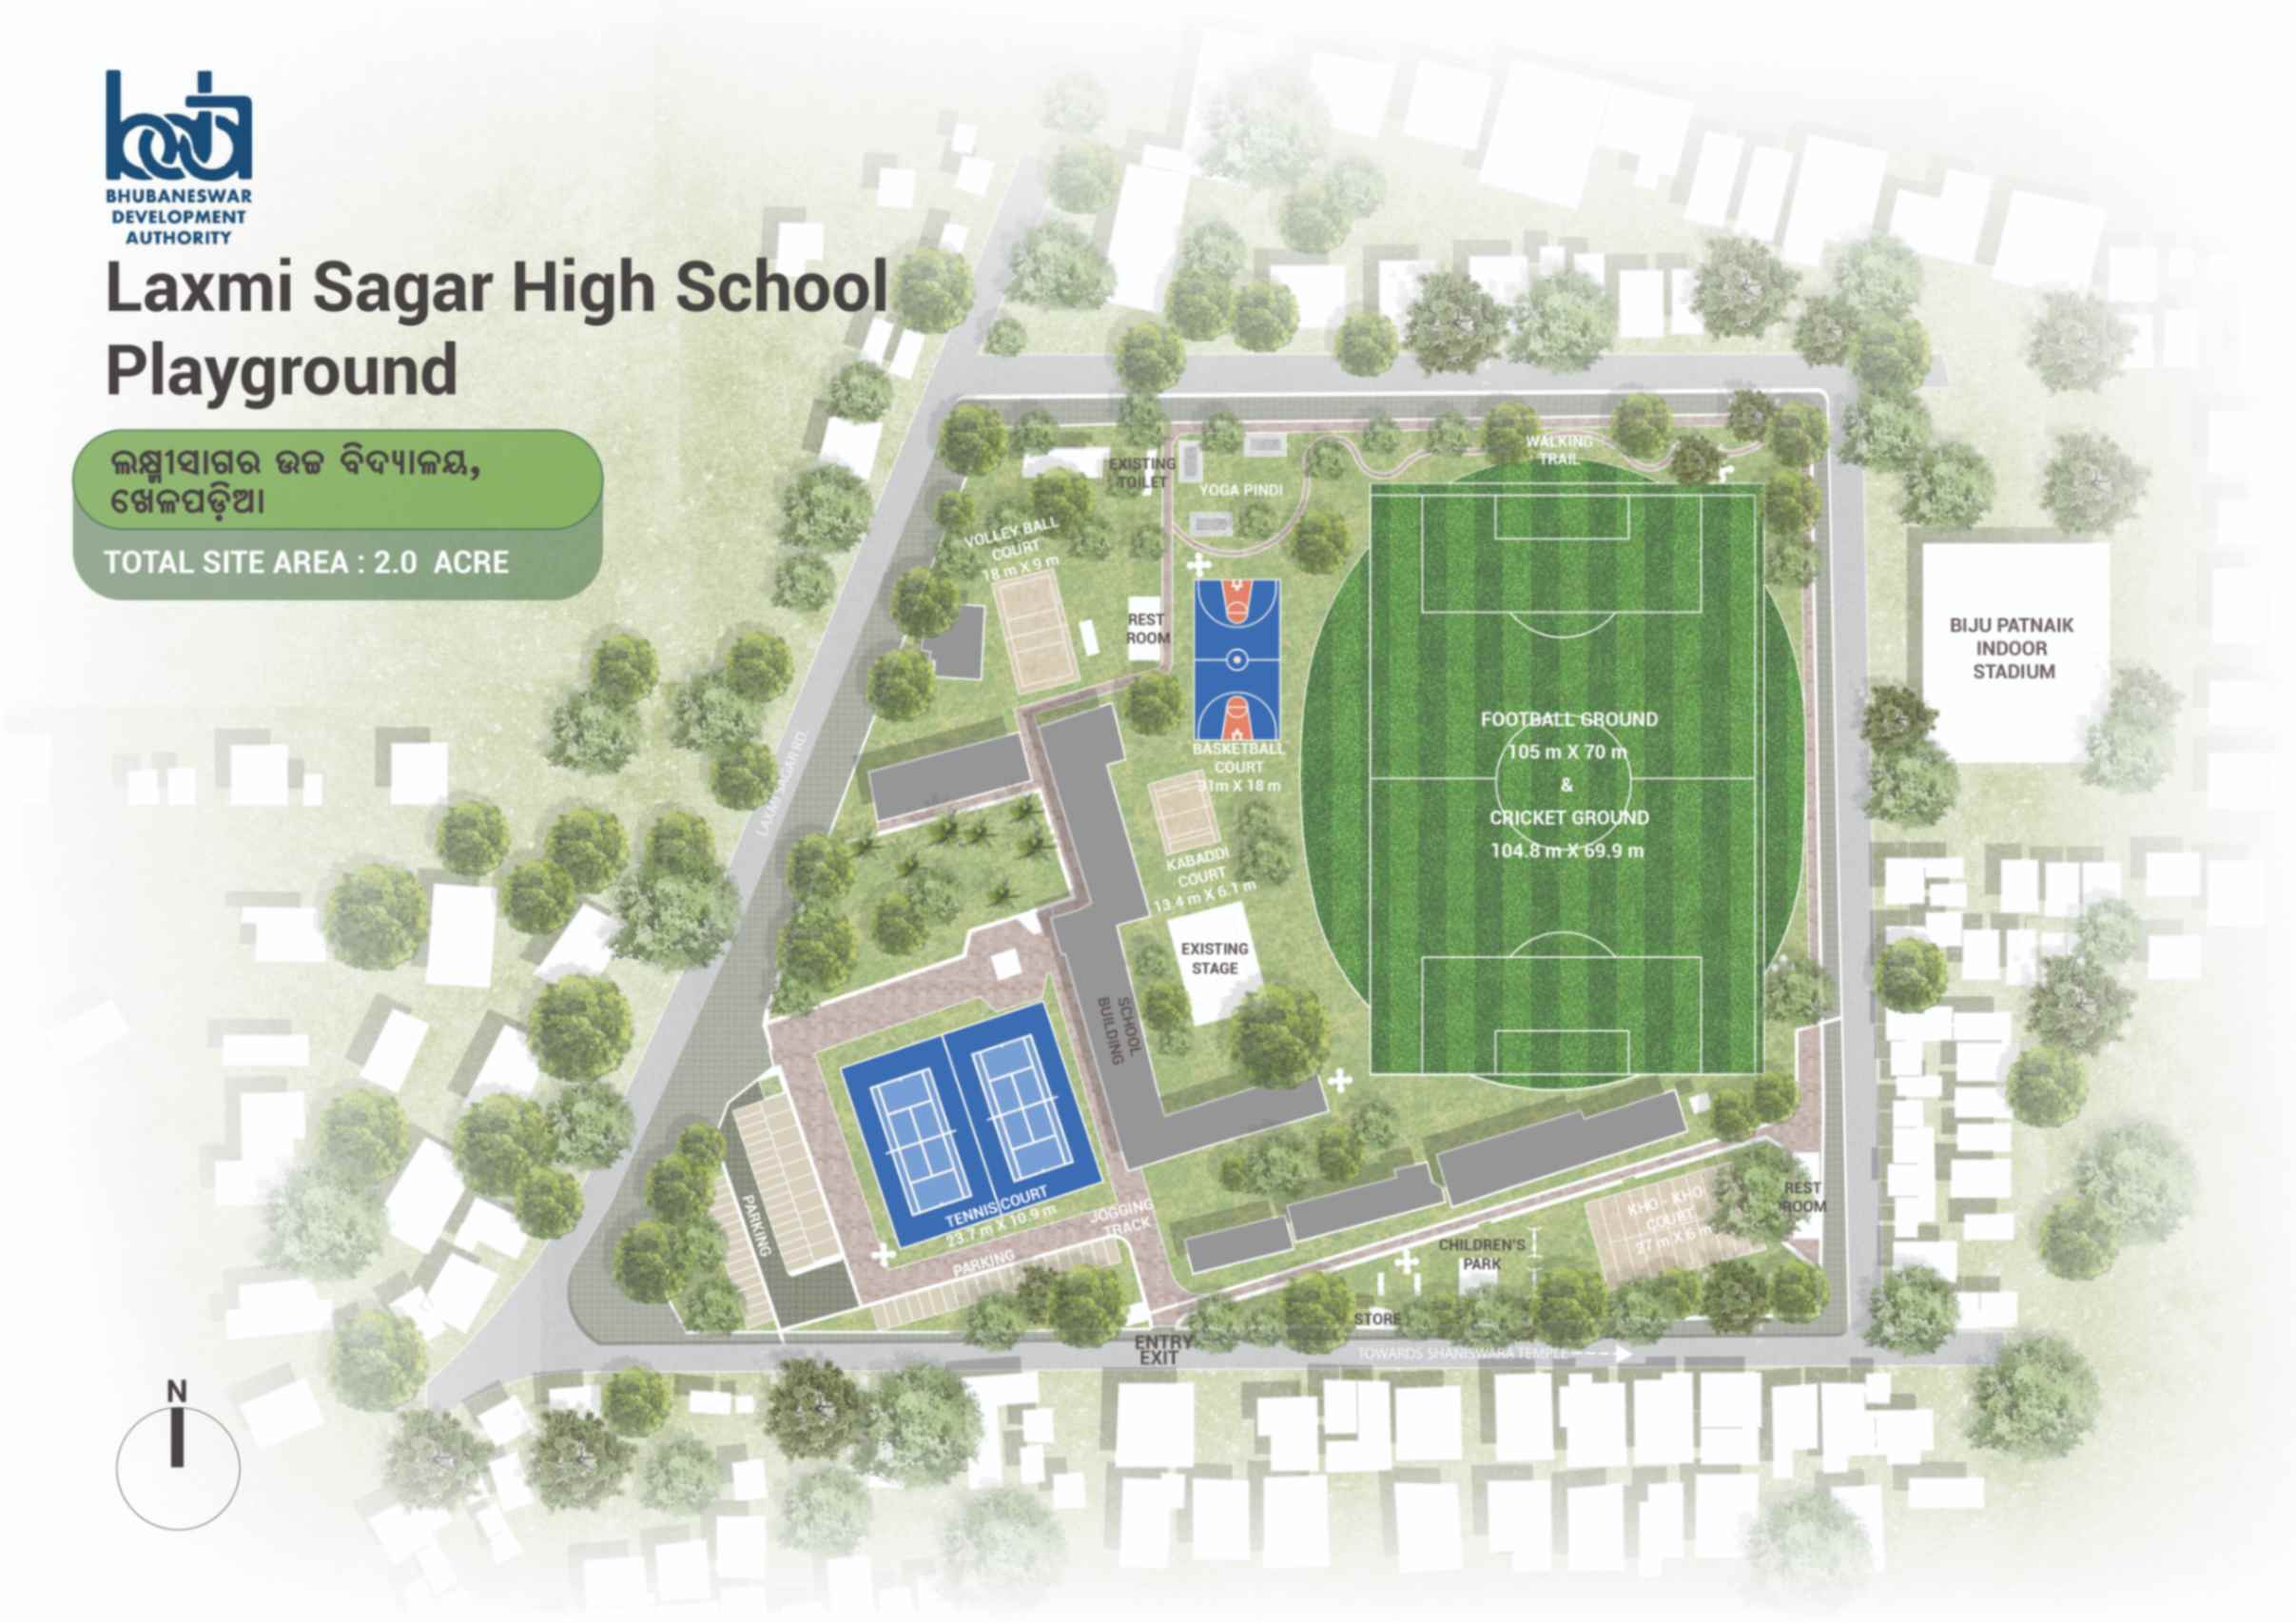 BHUBANESWAR
DEVELOPMENT
AUTHORITY
Laxmi Sagar High School
Playground
ଲକ୍ଷ୍ମୀସାଗର ଉଚ୍ଚ ବିଦ୍ୟାଳୟ,
ଖେଳପଡ଼ିଆ
TOTAL SITE AREA : 2.0 ACRE
WALKING
TRAIL
EXISTING
TOILET
YOGA PINDI
VOLLEY BALL
COURT
18 m X 9 m
REST
ROOM
BIJU PATNAIK
INDOOR
STADIUM
FOOTBALL GROUND
105 m X 70 m
&
CRICKET GROUND
104.8 m X 69.9 m
BASKETBALL
COURT
31m X 18 m
LAXMI SAGAR RD
KABADDI
COURT
13.4 m X 6.1 m
EXISTING
STAGE
SCHOOL
BUILDING
PARKING
TENNIS COURT
23.7 m X 10.9 m
JOGGING
TRACK
PARKING
CHILDREN'S
PARK
KHO - KHO
COURT
27 m X 6 m
REST
ROOM
STORE
ENTRY
EXIT
TOWARDS SHANISWARA TEMPLE
N